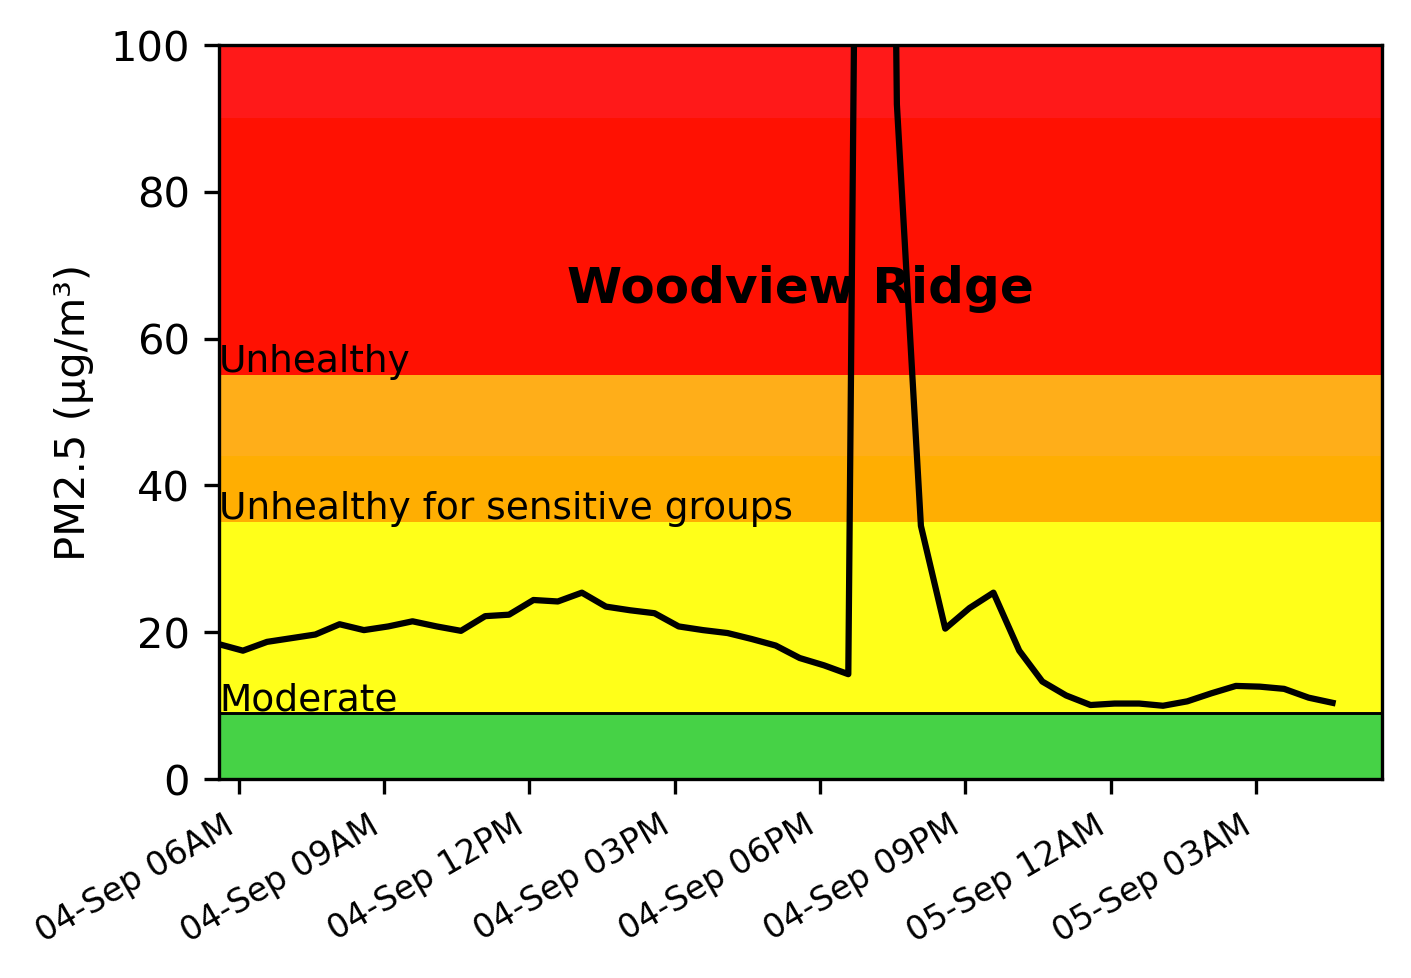 100
80
60
40
20
0
PM2.5 (µg/m³)
Woodview Ridge
Unhealthy
Unhealthy for sensitive groups
Moderate
04-Sep 06AM
04-Sep 09AM
04-Sep 12PM
04-Sep 03PM
04-Sep 06PM
04-Sep 09PM
05-Sep 12AM
05-Sep 03AM